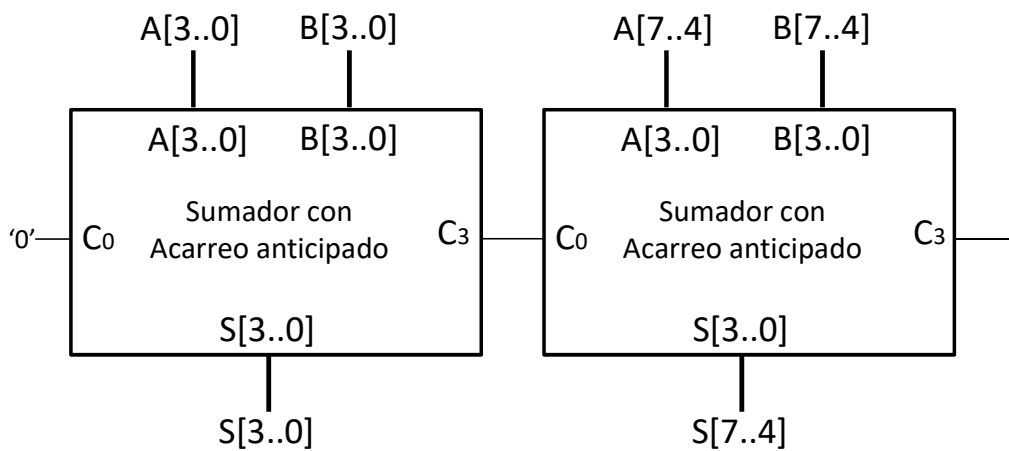 A[3..0] B[3..0] A[7..4] B[7..4]
A[3..0] B[3..0] A[3..0] B[3..0]
Sumador con Sumador con
‘0’ C0 Acarreo anticipado C3 C0 Acarreo anticipado C3
S[3..0] S[3..0]
S[3..0] S[7..4]